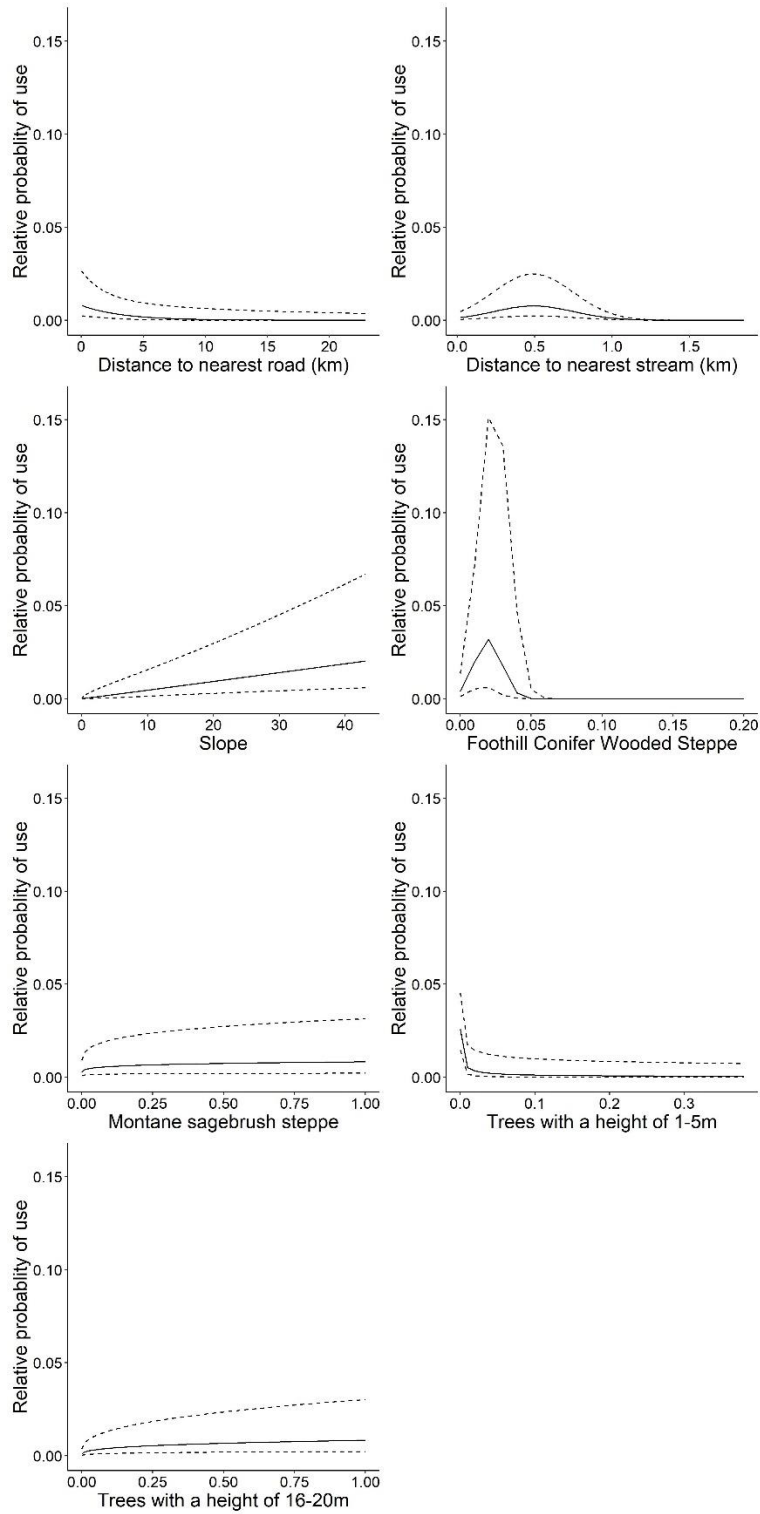 Relative probablity of use
0.15
0.10
0.05
0.00
0 5 10 15 20
Distance to nearest road (km)
Relative probablity of use
0.15
0.10
0.05
0.00
0.0 0.5 1.0 1.5
Distance to nearest stream (km)
Relative probablity of use
0.15
0.10
0.05
0.00
0 10 20 30 40
Slope
Relative probablity of use
0.15
0.10
0.05
0.00
0.00 0.05 0.10 0.15 0.20
Foothill Conifer Wooded Steppe
Relative probablity of use
0.15
0.10
0.05
0.00
0.00 0.25 0.50 0.75 1.00
Montane sagebrush steppe
Relative probablity of use
0.15
0.10
0.05
0.00
0.0 0.1 0.2 0.3
Trees with a height of 1-5m
Relative probablity of use
0.15
0.10
0.05
0.00
0.00 0.25 0.50 0.75 1.00
Trees with a height of 16-20m